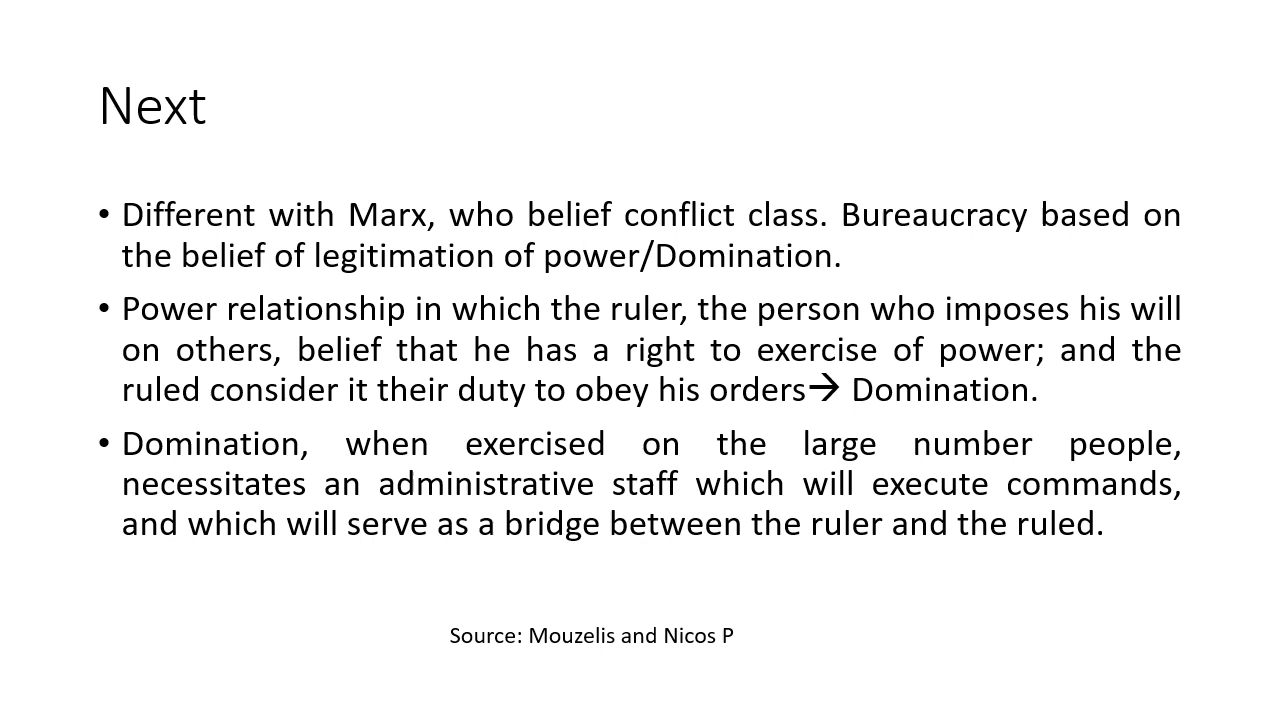 Next
• Different with Marx, who belief conflict class. Bureaucracy based on
the belief of legitimation of power/Domination.
• Power relationship in which the ruler, the person who imposes his will
on others, belief that he has a right to exercise of power; and the
ruled consider it their duty to obey his orders→ Domination.
• Domination, when exercised on the large number people,
necessitates an administrative staff which will execute commands,
and which will serve as a bridge between the ruler and the ruled.
Source: Mouzelis and Nicos P